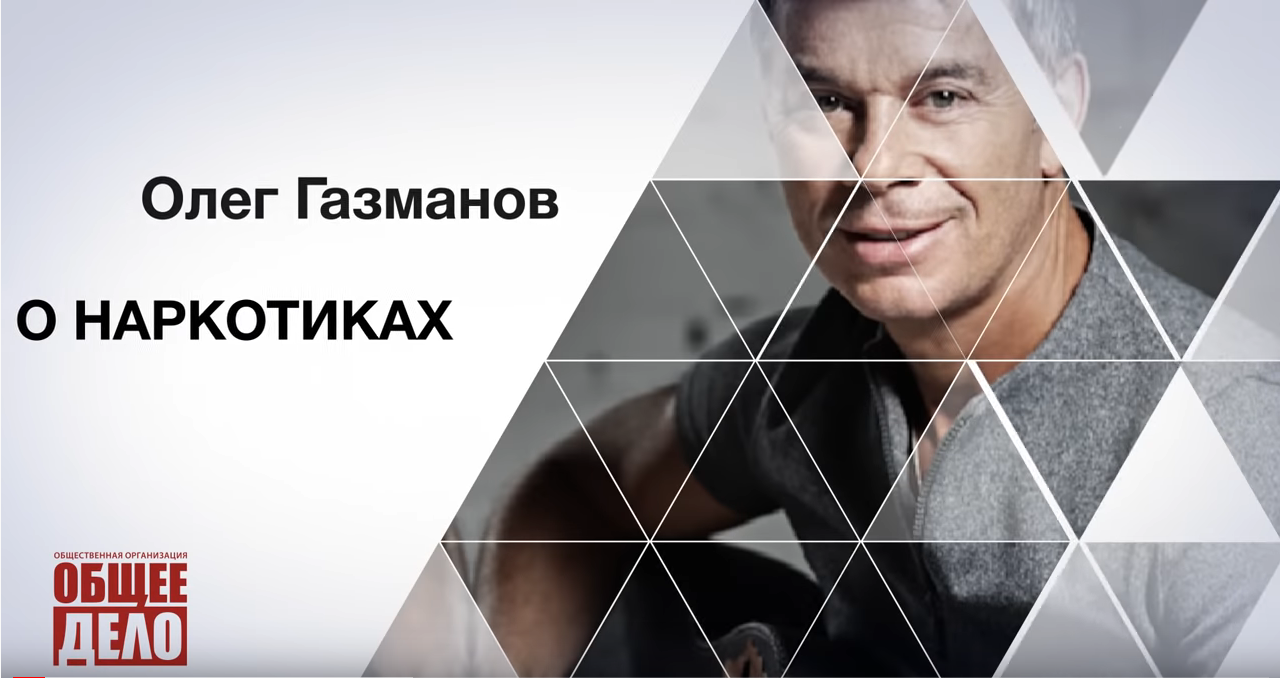 Олег Газманов
О НАРКОТИКАХ
ОБЩЕСТВЕННАЯ ОРГАНИЗАЦИЯ
ОБЩЕЕ
ДЕЛО